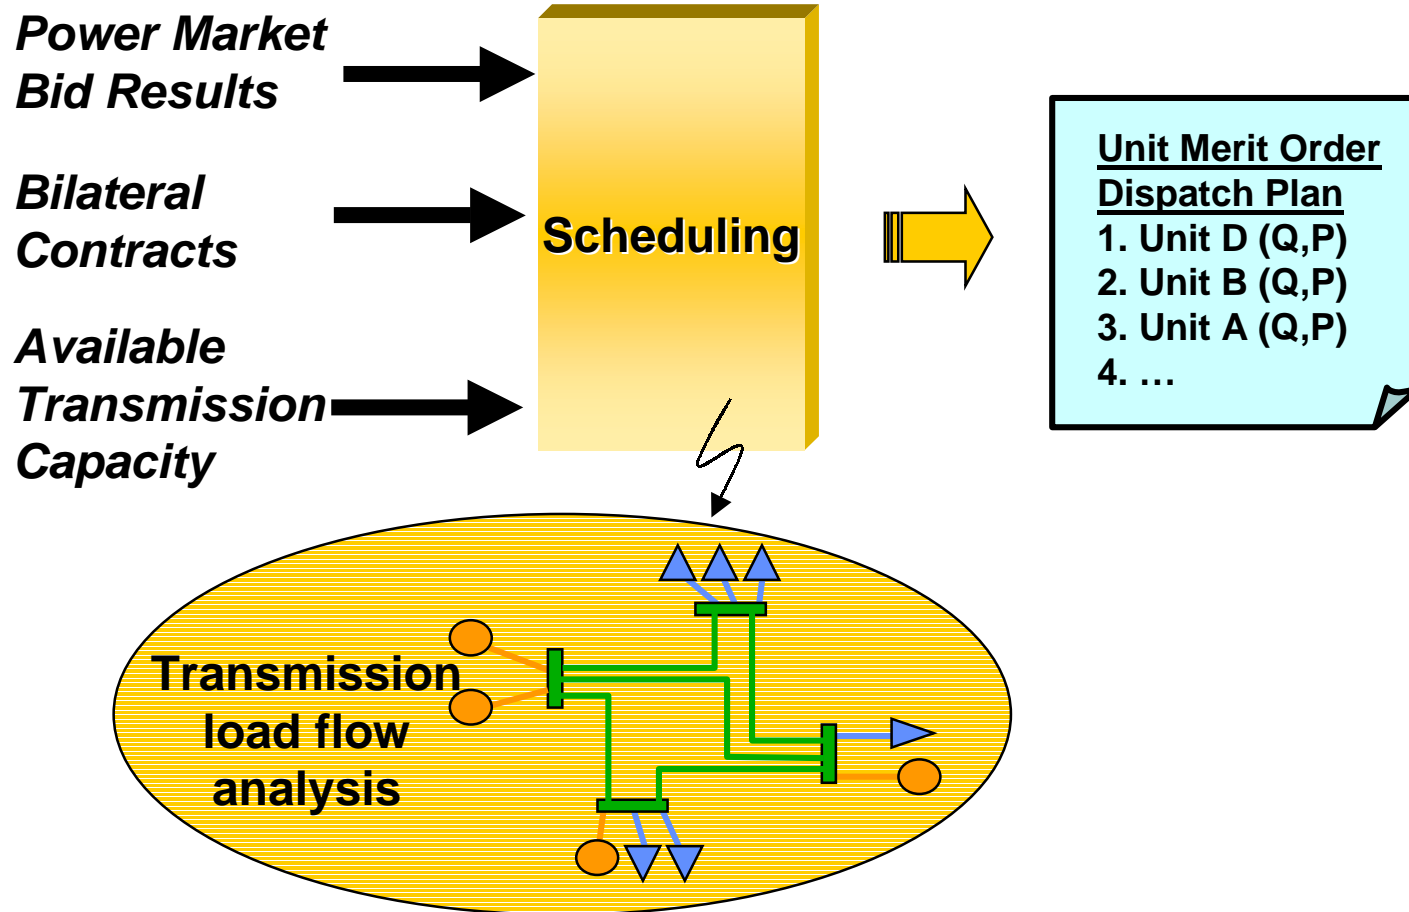 Power Market
Bid Results
Bilateral
Contracts
Available
Transmission
Capacity
Scheduling
Unit Merit Order
Dispatch Plan
1. Unit D (Q,P)
2. Unit B (Q,P)
3. Unit A (Q,P)
4. …
Transmission
load flow
analysis